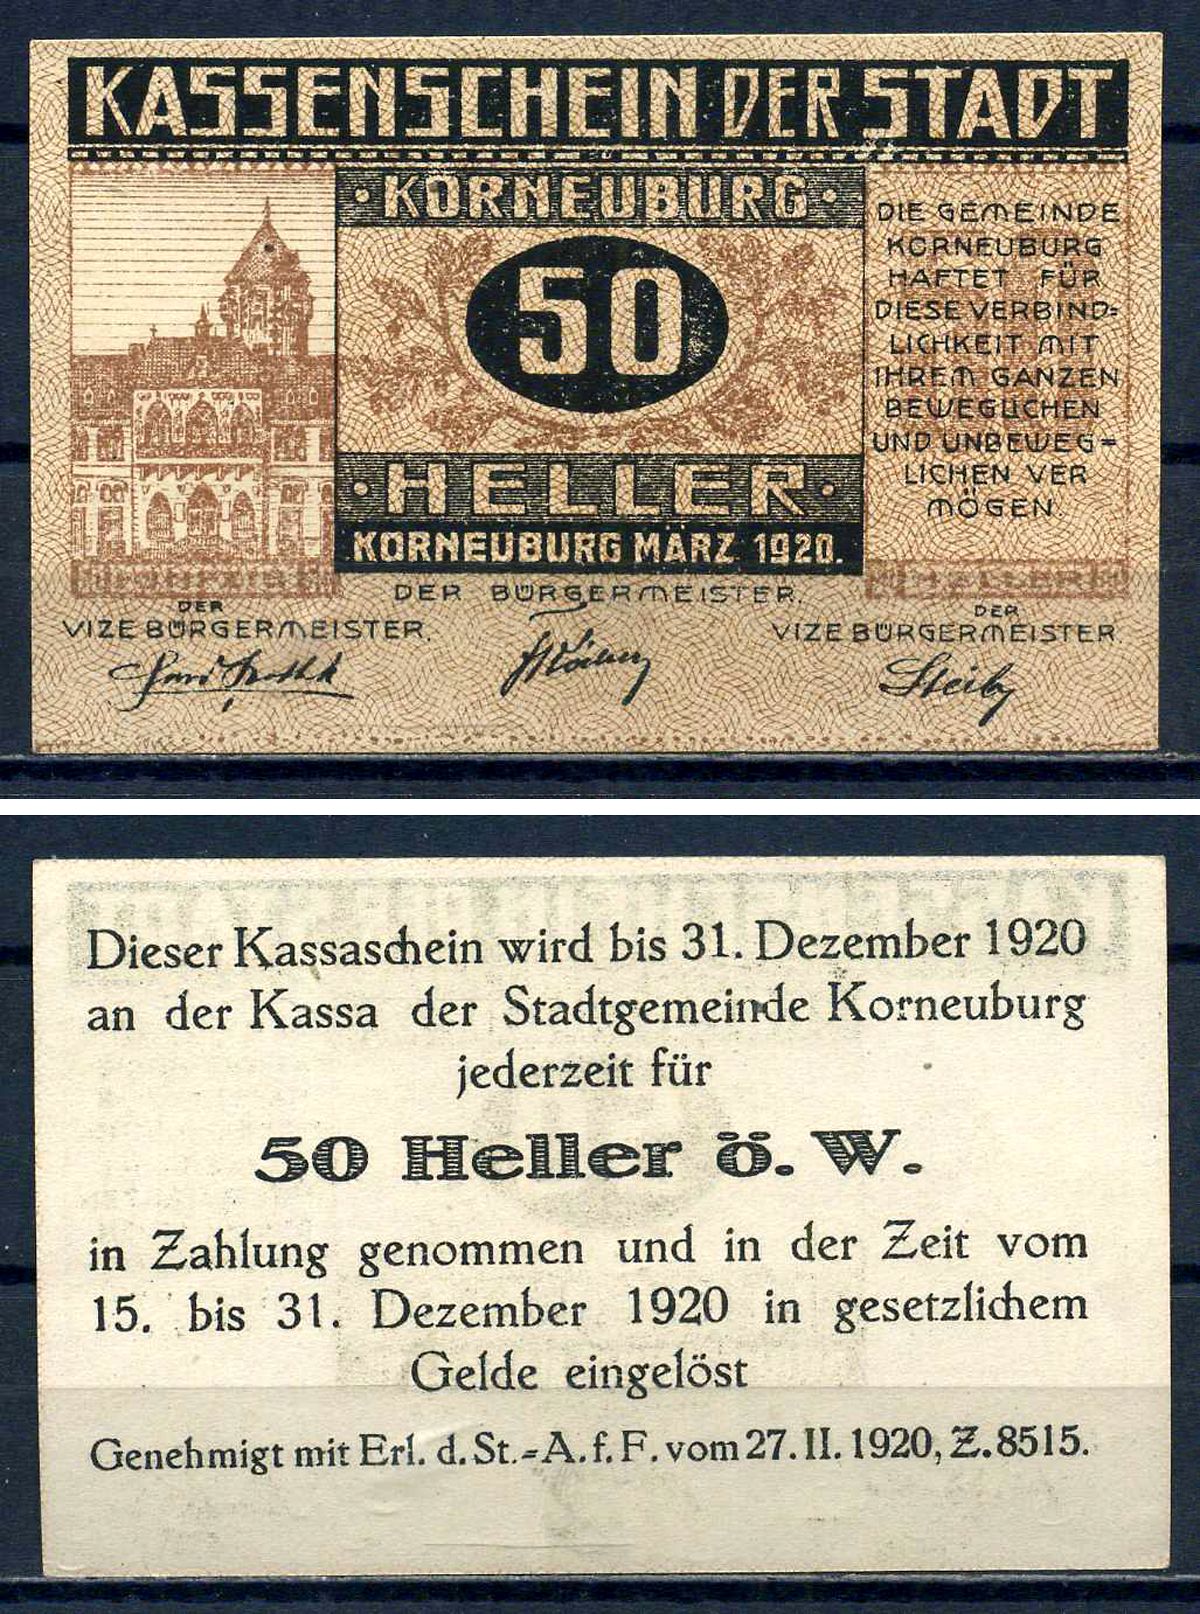 KASSENSCHEIN DER STADT
· KORNEUBURG ·
50
· HELLER ·
KORNEUBURG MÄRZ 1920.
DIE GEMEINDE
KORNEUBURG
HAFTET FÜR
DIESE VERBIND=
LICHKEIT MIT
IHREM GANZEN
BEWEGLICHEN
UND UNBEWEG=
LICHEN VER
MÖGEN.
FÜNFZIG
HELLER
DER
VIZE BÜRGERMEISTER.
DER BÜRGERMEISTER.
DER
VIZE BÜRGERMEISTER.
Dieser Kassaschein wird bis 31. Dezember 1920
an der Kassa der Stadtgemeinde Korneuburg
jederzeit für
50 Heller ö. W.
in Zahlung genommen und in der Zeit vom
15. bis 31. Dezember 1920 in gesetzlichem
Gelde eingelöst
Genehmigt mit Erl. d. St.=A. f. F. vom 27. II. 1920, Z. 8515.